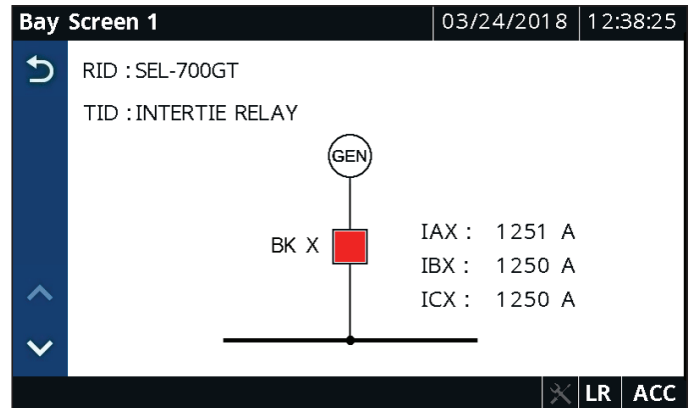 Bay Screen 1 03/24/2018 12:38:25
RID : SEL-700GT
TID : INTERTIE RELAY
GEN
BK X
IAX : 1251 A
IBX : 1250 A
ICX : 1250 A
LR ACC